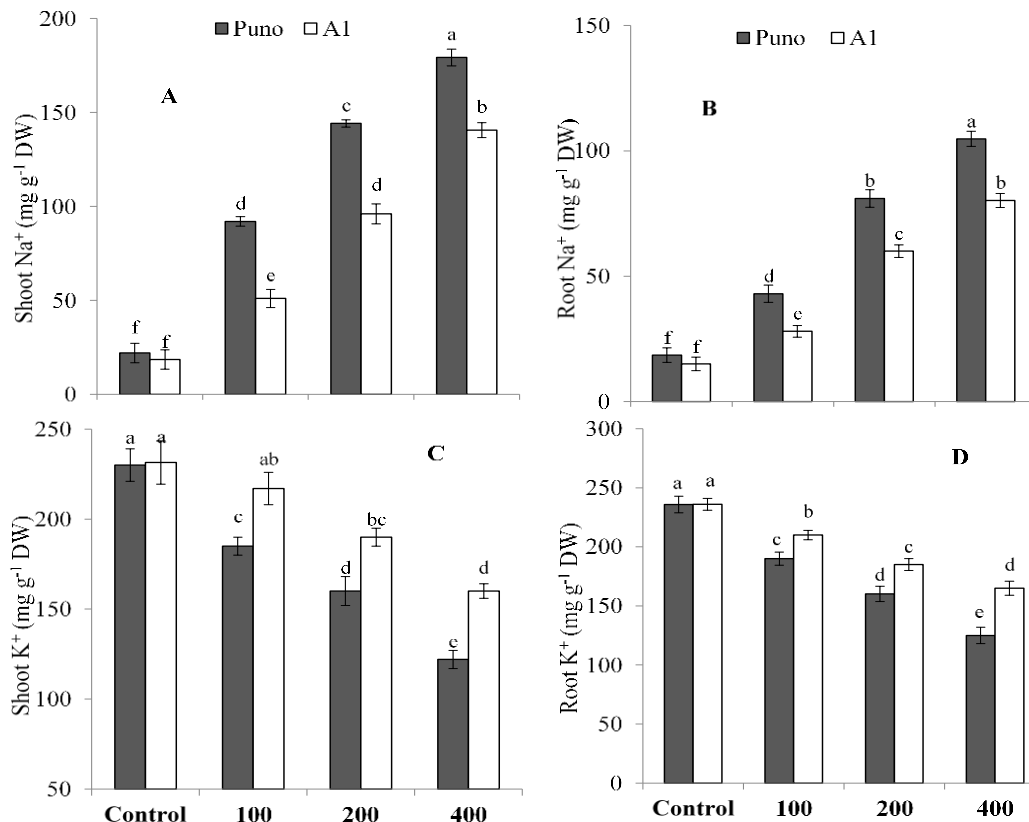 Puno A1
A
Shoot Na⁺ (mg g⁻¹ DW)
200
150
100
50
0
f f d e c d a b
Puno A1
B
Root Na⁺ (mg g⁻¹ DW)
150
100
50
0
f f d e b c a b
C
Shoot K⁺ (mg g⁻¹ DW)
250
200
150
100
50
a a c ab d bc e d
Control 100 200 400
D
Root K⁺ (mg g⁻¹ DW)
300
250
200
150
100
50
0
a a c b d c e d
Control 100 200 400